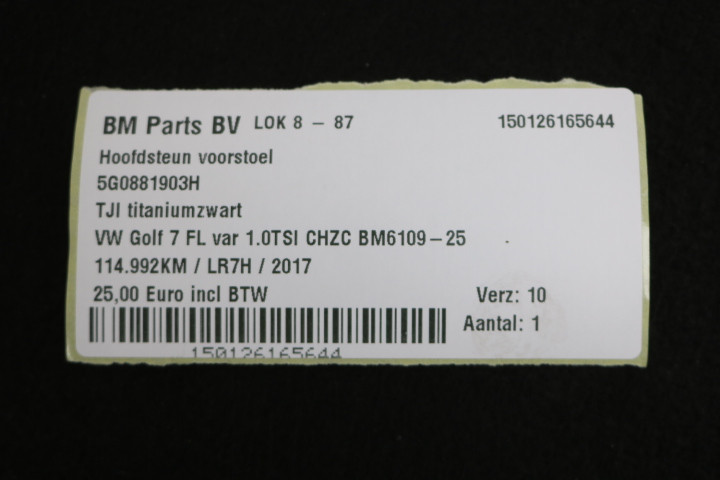 BM Parts BV LOK 8 - 87 150126165644
Hoofdsteun voorstoel
5G0881903H
TJI titaniumzwart
VW Golf 7 FL var 1.0TSI CHZC BM6109-25
114.992KM / LR7H / 2017
25,00 Euro incl BTW Verz: 10
Aantal: 1
150126165644